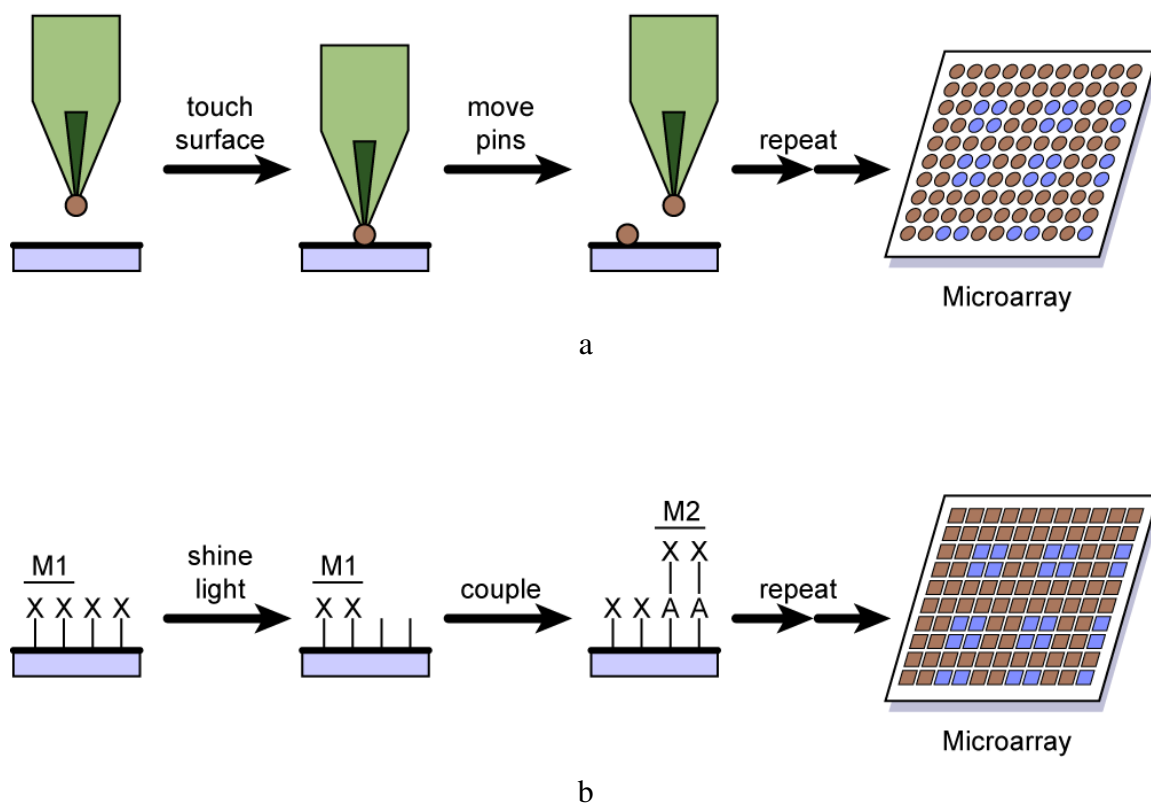 touch
surface
move
pins
repeat
Microarray
a
M1
X X X X
shine
light
M1
X X
couple
M2
X X
X X A A
repeat
Microarray
b